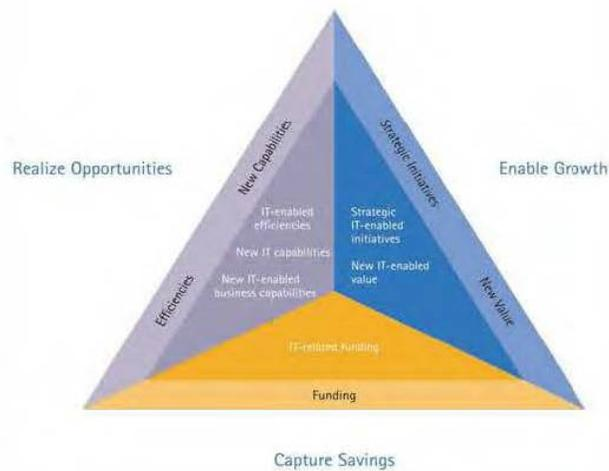 New Capabilities
Strategic Initiatives
Realize Opportunities
Enable Growth
IT-enabled
efficiencies
New IT capabilities
New IT-enabled
business capabilities
Strategic
IT-enabled
initiatives
New IT-enabled
value
Efficiencies
New Value
IT-related Funding
Funding
Capture Savings